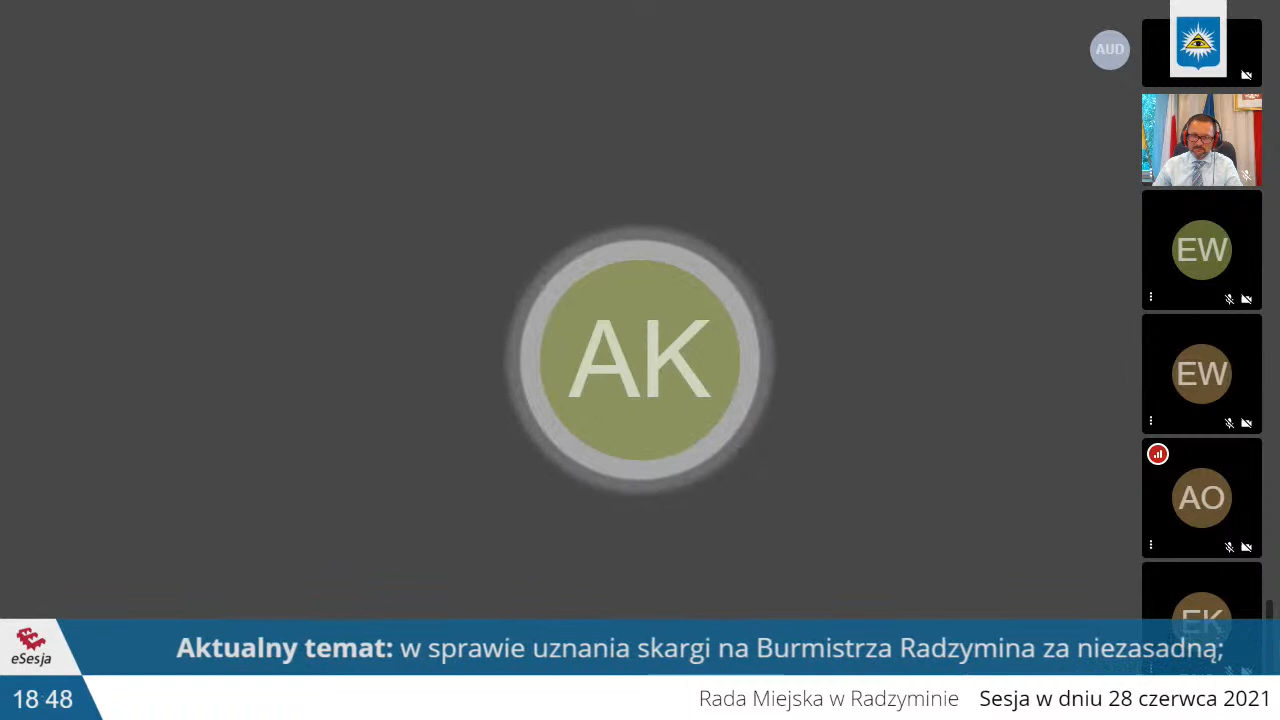 AUD
EW
EW
AK
AO
EK
eSesja
Aktualny temat: w sprawie uznania skargi na Burmistrza Radzymina za niezasadną;
18:48
Rada Miejska w Radzyminie Sesja w dniu 28 czerwca 2021